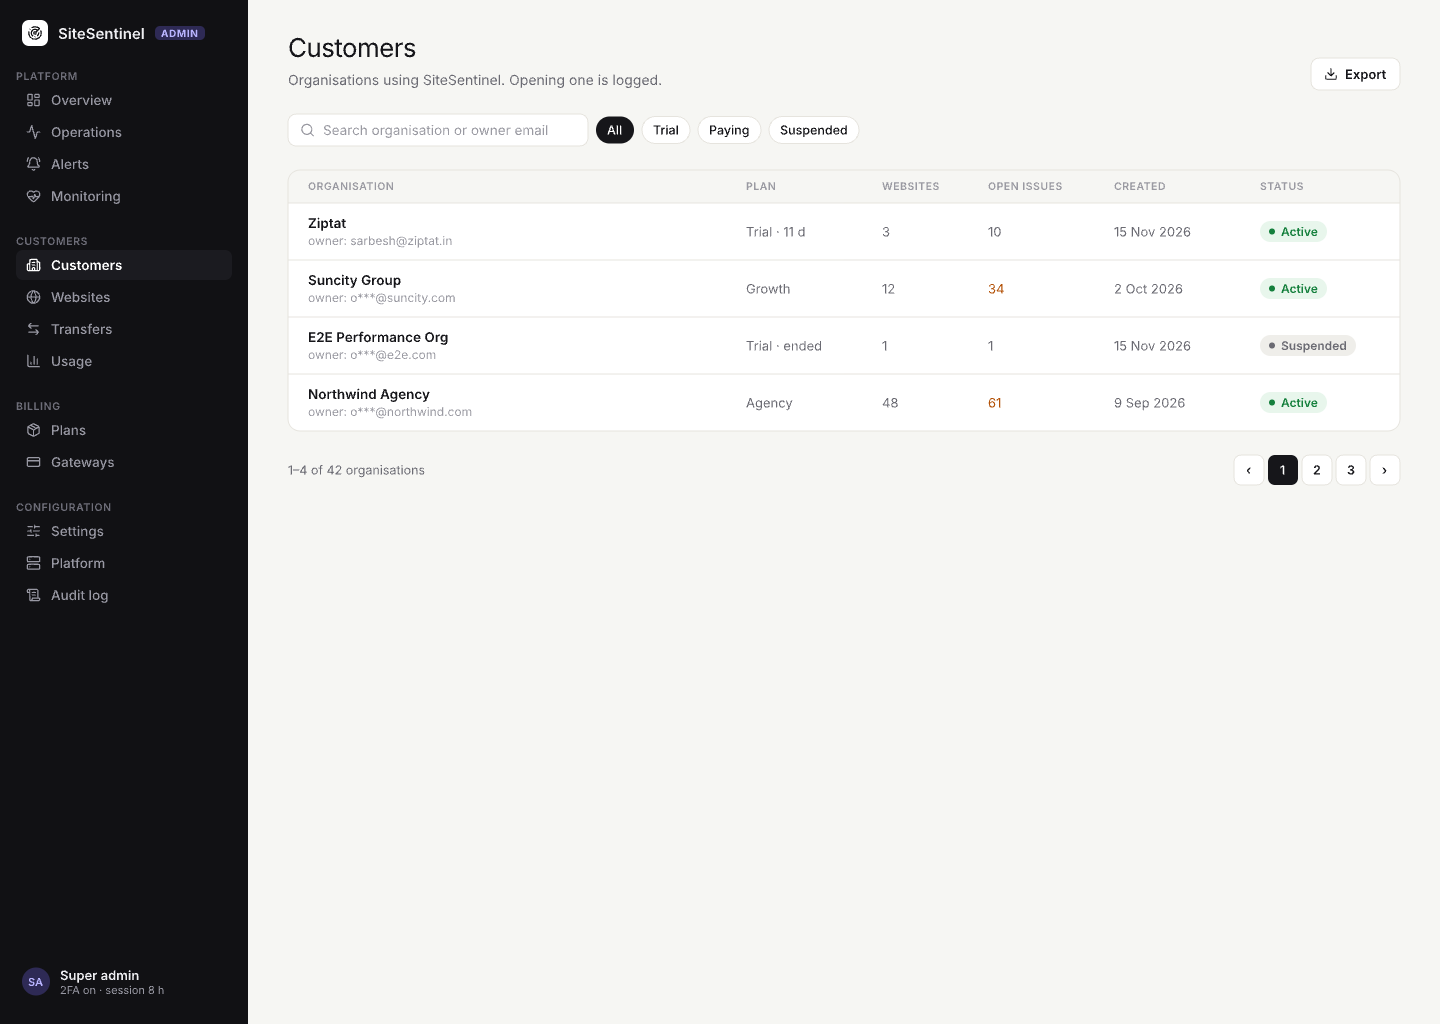 SiteSentinel ADMIN
PLATFORM
Overview
Operations
Alerts
Monitoring
CUSTOMERS
Customers
Websites
Transfers
Usage
BILLING
Plans
Gateways
CONFIGURATION
Settings
Platform
Audit log
SA
Super admin
2FA on · session 8 h
Customers
Organisations using SiteSentinel. Opening one is logged.
Export
Search organisation or owner email All Trial Paying Suspended
ORGANISATION PLAN WEBSITES OPEN ISSUES CREATED STATUS
Ziptat
owner: sarbesh@ziptat.in
Trial · 11 d 3 10 15 Nov 2026 Active
Suncity Group
owner: o***@suncity.com
Growth 12 34 2 Oct 2026 Active
E2E Performance Org
owner: o***@e2e.com
Trial · ended 1 1 15 Nov 2026 Suspended
Northwind Agency
owner: o***@northwind.com
Agency 48 61 9 Sep 2026 Active
1–4 of 42 organisations ‹ 1 2 3 ›